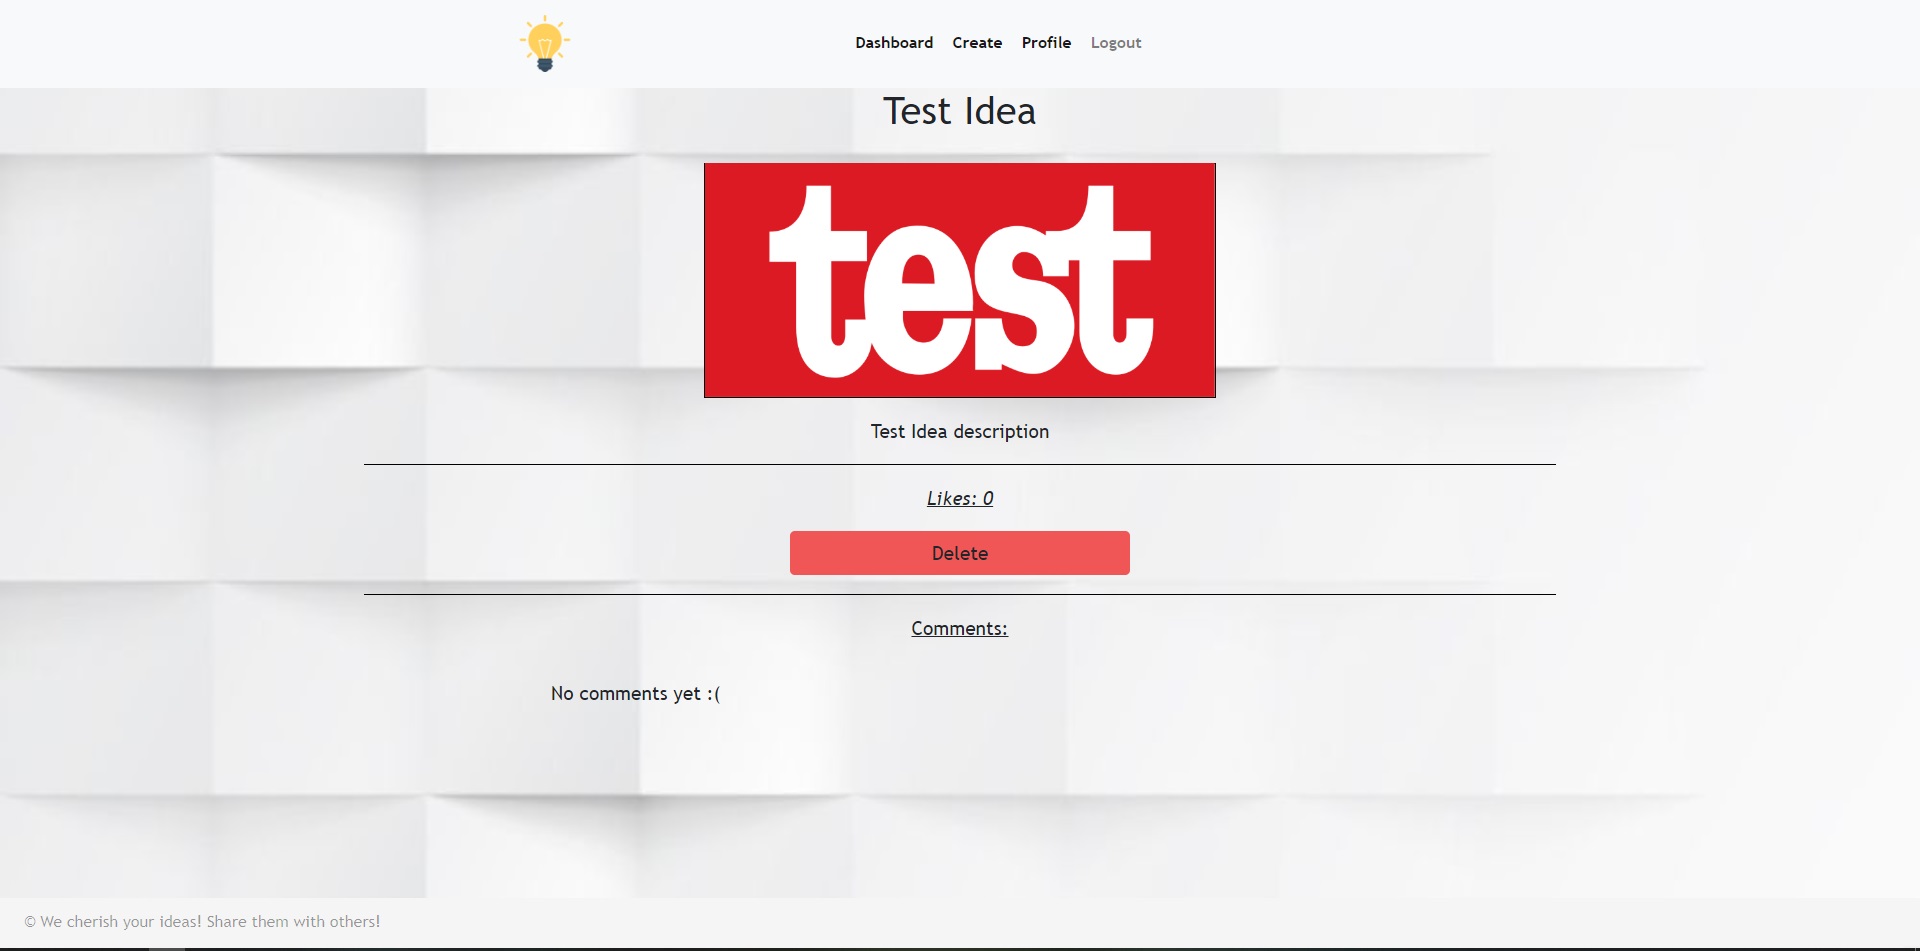 Dashboard Create Profile Logout
Test Idea
test
Test Idea description
Likes: 0
Delete
Comments:
No comments yet :(
© We cherish your ideas! Share them with others!